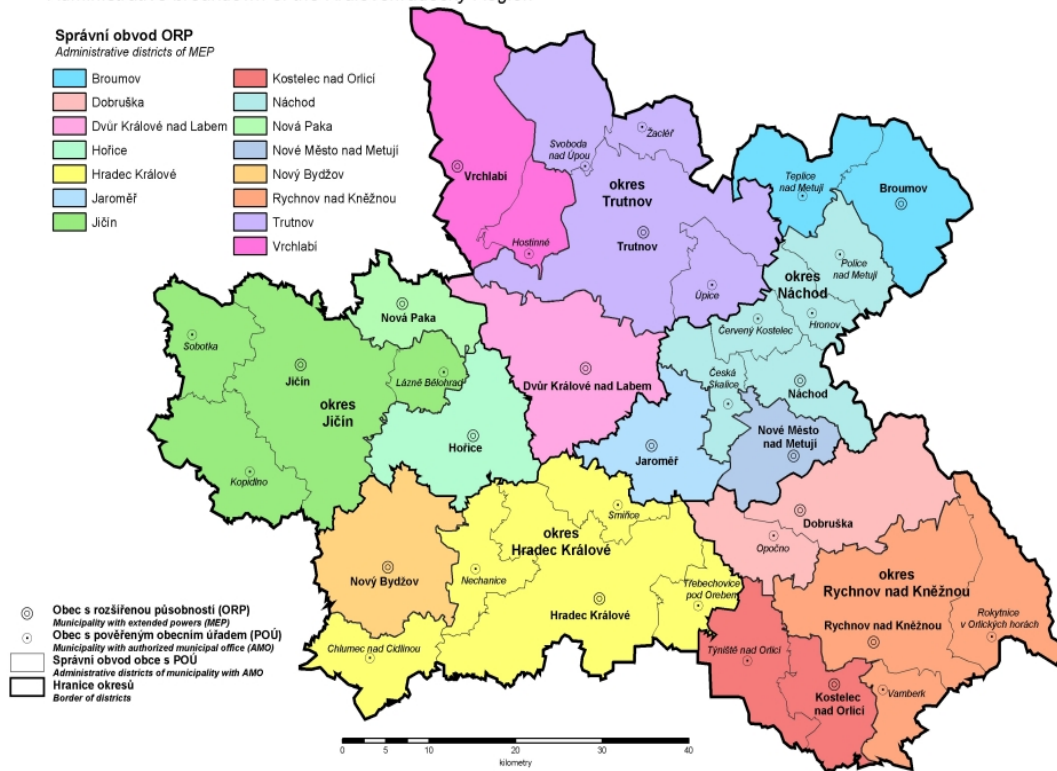 Správní obvod ORP
Administrative districts of MEP
Broumov
Dobruška
Dvůr Králové nad Labem
Hořice
Hradec Králové
Jaroměř
Jičín
Kostelec nad Orlicí
Náchod
Nová Paka
Nové Město nad Metují
Nový Bydžov
Rychnov nad Kněžnou
Trutnov
Vrchlabí
Žacléř
Svoboda
nad Úpou
Vrchlabí
okres
Trutnov
Trutnov
Hostinné
Úpice
Teplice
nad Metují
Broumov
Police
nad Metují
okres
Náchod
Hronov
Červený Kostelec
Česká
Skalice
Náchod
Nové Město
nad Metují
Nová Paka
Sobotka
Jičín
Lázně Bělohrad
okres
Jičín
Dvůr Králové nad Labem
Hořice
Jaroměř
Kopidlno
Smiřice
okres
Hradec Králové
Dobruška
Opočno
Nový Bydžov
Nechanice
Třebechovice
pod Orebem
Hradec Králové
okres
Rychnov nad Kněžnou
Rokytnice
v Orlických horách
Rychnov nad Kněžnou
Chlumec nad Cidlinou
Týniště nad Orlicí
Kostelec
nad Orlicí
Vamberk
Obec s rozšířenou působností (ORP)
Municipality with extended powers (MEP)
Obec s pověřeným obecním úřadem (POÚ)
Municipality with authorized municipal office (AMO)
Správní obvod obce s POÚ
Administrative districts of municipality with AMO
Hranice okresů
Border of districts
0 5 10 20 30 40
kilometry